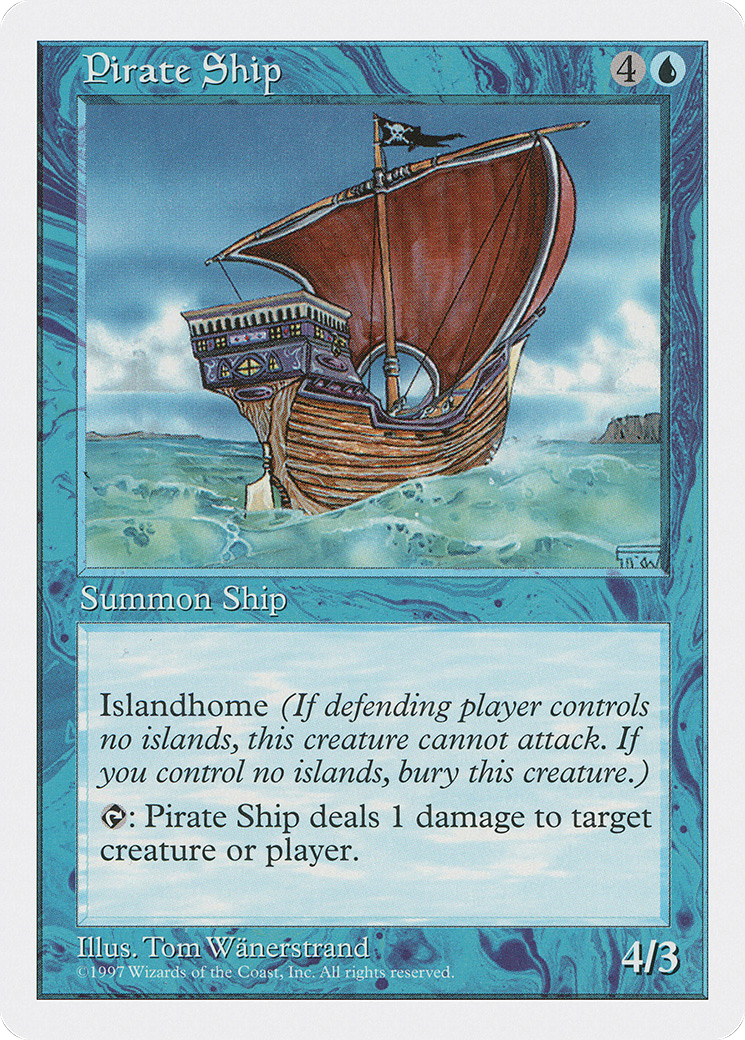 Pirate Ship 4
Summon Ship
Islandhome (If defending player controls
no islands, this creature cannot attack. If
you control no islands, bury this creature.)
: Pirate Ship deals 1 damage to target
creature or player.
Illus. Tom Wänerstrand
©1997 Wizards of the Coast, Inc. All rights reserved.
4/3